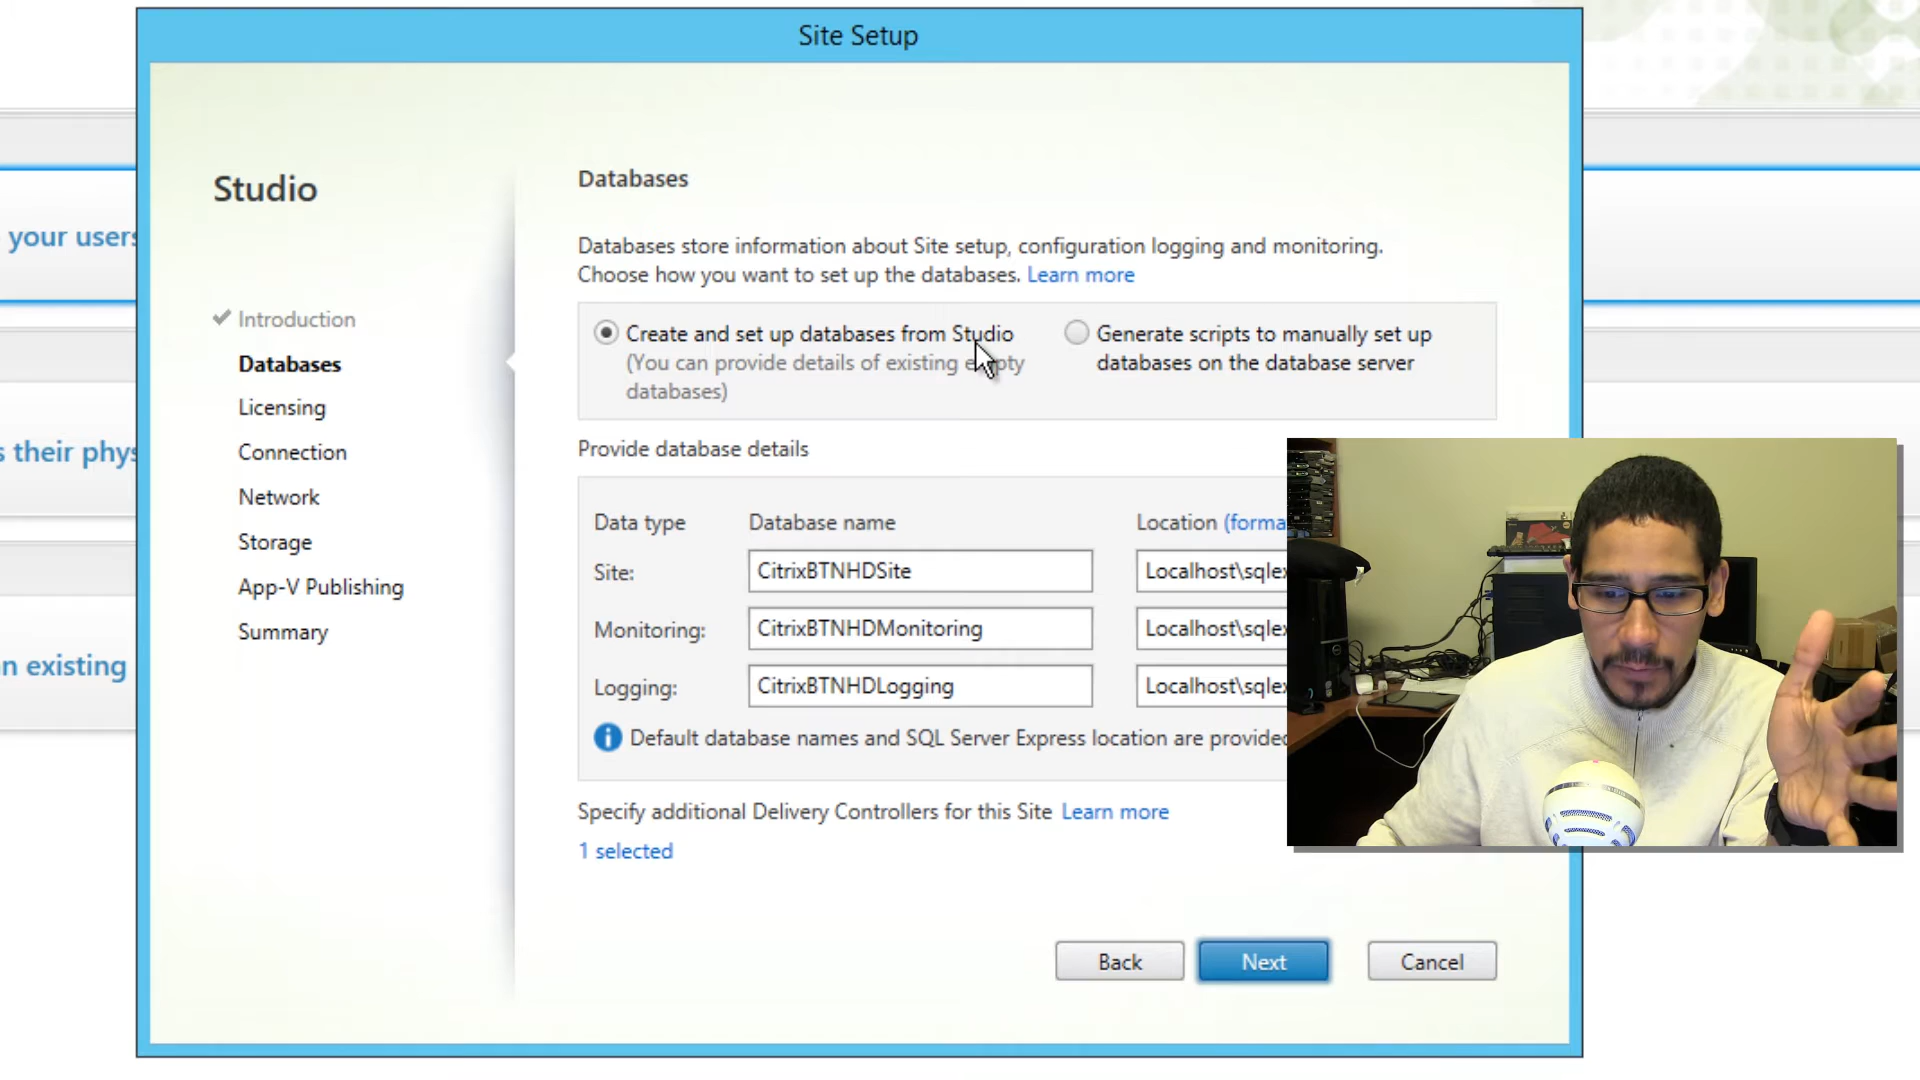 Site Setup
Studio
Introduction
Databases
Licensing
Connection
Network
Storage
App-V Publishing
Summary
Databases
Databases store information about Site setup, configuration logging and monitoring.
Choose how you want to set up the databases. Learn more
Create and set up databases from Studio
(You can provide details of existing empty
databases)
Generate scripts to manually set up
databases on the database server
Provide database details
Data type Database name Location (forma
Site: CitrixBTNHDSite Localhost\sqlex
Monitoring: CitrixBTNHDMonitoring Localhost\sqlex
Logging: CitrixBTNHDLogging Localhost\sqlex
Default database names and SQL Server Express location are provided
Specify additional Delivery Controllers for this Site Learn more
1 selected
Back Next Cancel
your users
s their phys
n existing